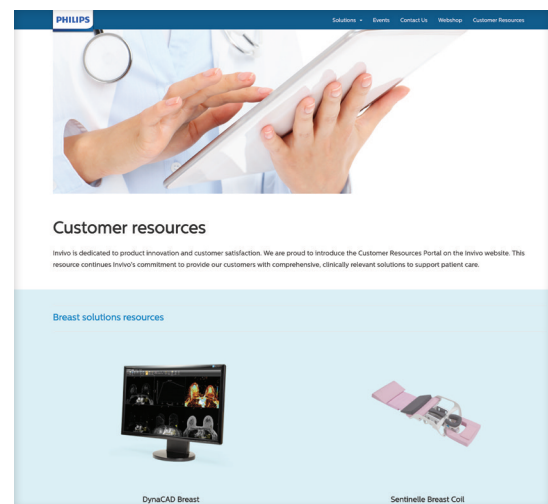 PHILIPS
Solutions Events Contact Us Webshop Customer Resources
Customer resources
Invivo is dedicated to product innovation and customer satisfaction. We are proud to introduce the Customer Resources Portal on the Invivo website. This
resource continues Invivo's commitment to provide our customers with comprehensive, clinically relevant solutions to support patient care.
Breast solutions resources
DynaCAD Breast Sentinelle Breast Coil